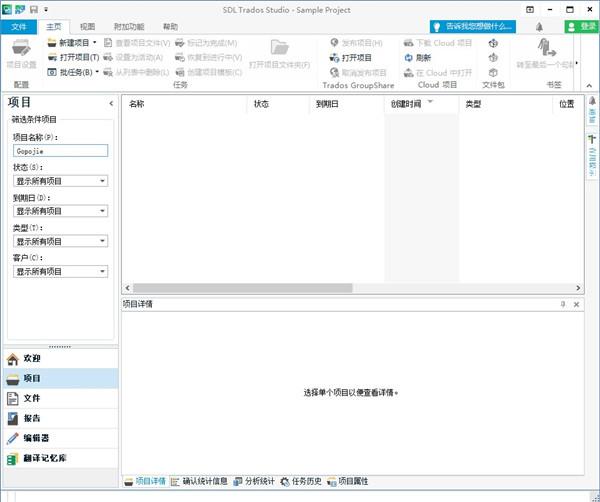 SDL Trados Studio - Sample Project
文件 主页 视图 附加功能 帮助 告诉我您想做什么... 登录
项目设置
新建项目
打开项目(T)
批任务(B)
查看项目文件(V)
设为活动(A)
从列表中删除(L)
标记为完成(M)
恢复到进行中(V)
创建项目模板(C)
打开项目文件夹(F)
发布项目(H)
打开项目
取消发布项目
下载 Cloud 项目
刷新
在 Cloud 中打开
转至最后一个句段
配置 任务 Trados GroupShare Cloud 项目 文件包 书签
项目
筛选条件项目
项目名称(P):
Gopojie
状态(S):
显示所有项目
到期日(D):
显示所有项目
类型(T):
显示所有项目
客户(C):
显示所有项目
欢迎
项目
文件
报告
编辑器
翻译记忆库
名称 状态 到期日 创建时间 类型 位置
项目详情
选择单个项目以便查看详情。
项目详情 确认统计信息 分析统计 任务历史 项目属性